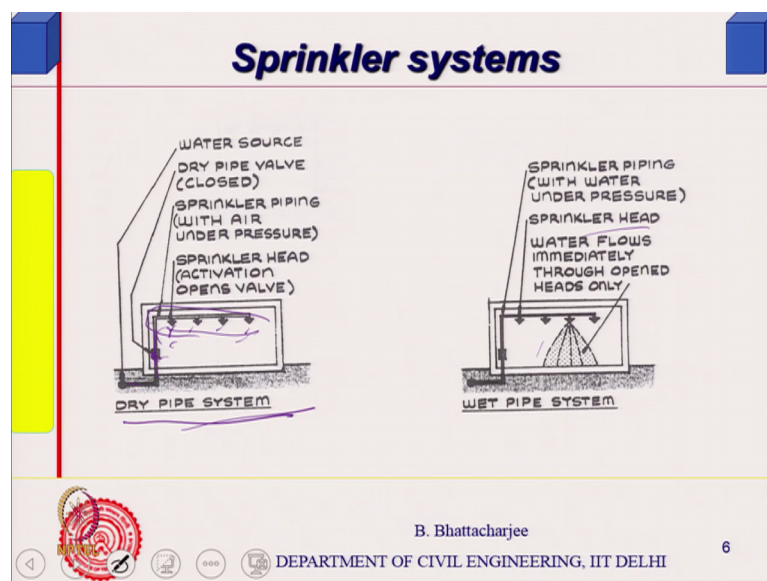 Sprinkler systems
WATER SOURCE
DRY PIPE VALVE
(CLOSED)
SPRINKLER PIPING
(WITH AIR
UNDER PRESSURE)
SPRINKLER HEAD
(ACTIVATION
OPENS VALVE)
DRY PIPE SYSTEM
SPRINKLER PIPING
(WITH WATER
UNDER PRESSURE)
SPRINKLER HEAD
WATER FLOWS
IMMEDIATELY
THROUGH OPENED
HEADS ONLY
WET PIPE SYSTEM
NPTEL
B. Bhattacharjee
DEPARTMENT OF CIVIL ENGINEERING, IIT DELHI
6